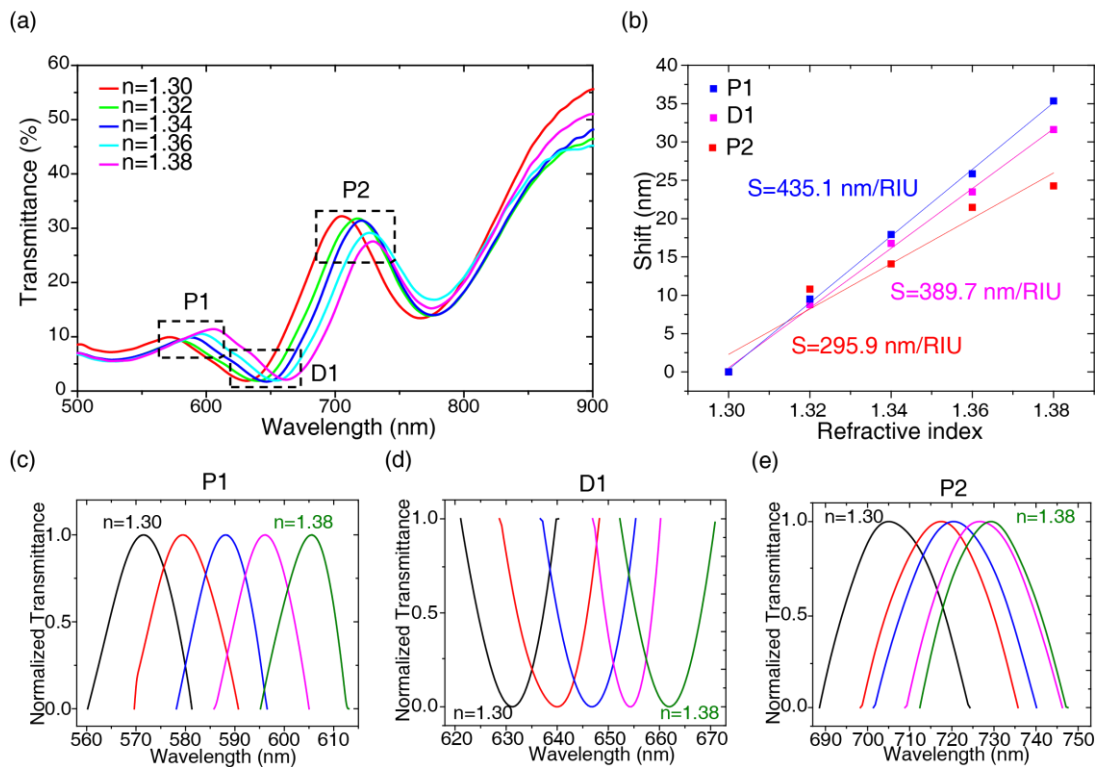 (a)
60
50
40
30
20
10
0
Transmittance (%)
n=1.30
n=1.32
n=1.34
n=1.36
n=1.38
P1
P2
D1
500 600 700 800 900
Wavelength (nm)
(b)
40
35
30
25
20
15
10
5
0
Shift (nm)
P1
D1
P2
S=435.1 nm/RIU
S=389.7 nm/RIU
S=295.9 nm/RIU
1.30 1.32 1.34 1.36 1.38
Refractive index
(c)
P1
n=1.30
n=1.38
1.0
0.5
0.0
Normalized Transmittance
560 570 580 590 600 610
Wavelength (nm)
(d)
D1
1.0
0.5
0.0
Normalized Transmittance
n=1.30
n=1.38
620 630 640 650 660 670
Wavelength (nm)
(e)
P2
n=1.30
n=1.38
1.0
0.5
0.0
Normalized Transmittance
690 700 710 720 730 740 750
Wavelength (nm)